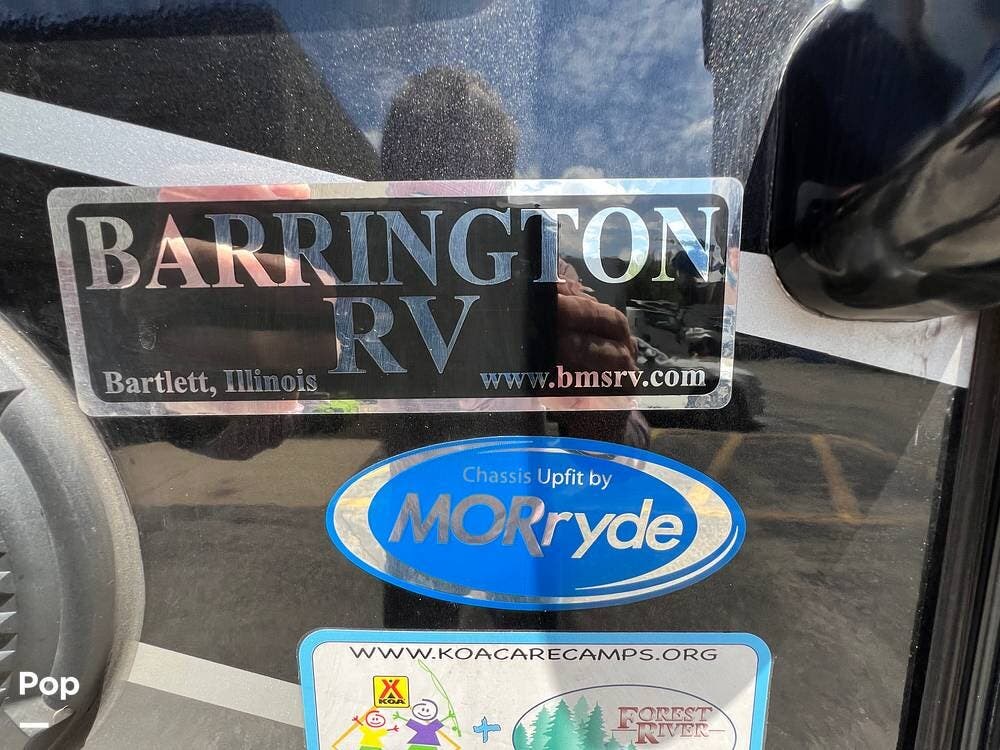 BARRINGTON
RV
Bartlett, Illinois www.bmsrv.com
Chassis Upfit by
MORryde
WWW.KOACARECAMPS.ORG
KOA
+
FOREST
RIVER
Pop